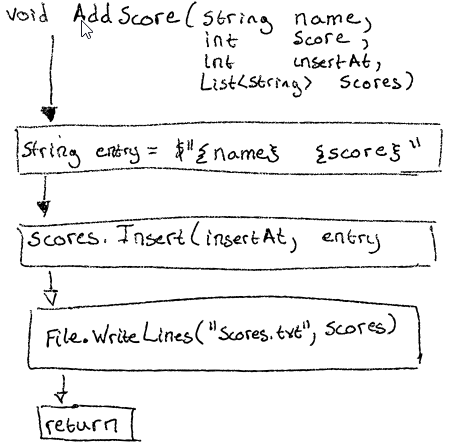 void AddScore( string name,
int score,
int insertAt,
List<string> scores)
string entry = $"{name} {score}"
scores.Insert(insertAt, entry
File.WriteLines("scores.txt", scores)
return